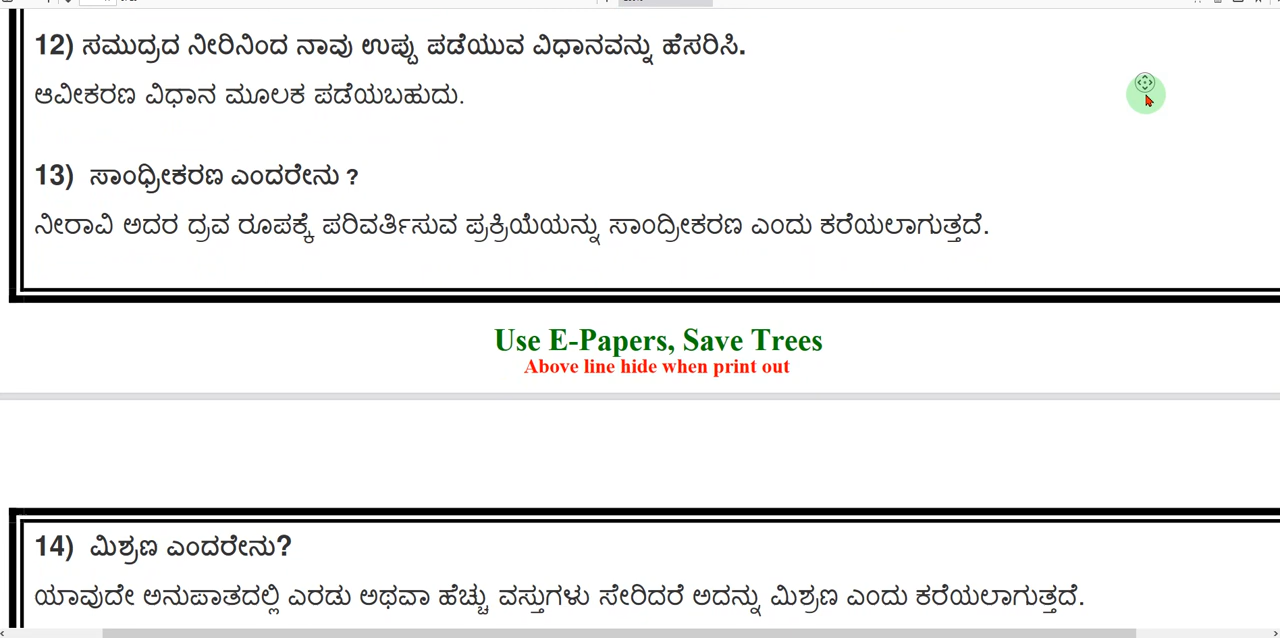 12) ಸಮುದ್ರದ ನೀರಿನಿಂದ ನಾವು ಉಪ್ಪು ಪಡೆಯುವ ವಿಧಾನವನ್ನು ಹೆಸರಿಸಿ.
ಆವೀಕರಣ ವಿಧಾನ ಮೂಲಕ ಪಡೆಯಬಹುದು.
13) ಸಾಂಧ್ರೀಕರಣ ಎಂದರೇನು ?
ನೀರಾವಿ ಅದರ ದ್ರವ ರೂಪಕ್ಕೆ ಪರಿವರ್ತಿಸುವ ಪ್ರಕ್ರಿಯೆಯನ್ನು ಸಾಂದ್ರೀಕರಣ ಎಂದು ಕರೆಯಲಾಗುತ್ತದೆ.
Use E-Papers, Save Trees
Above line hide when print out
14) ಮಿಶ್ರಣ ಎಂದರೇನು?
ಯಾವುದೇ ಅನುಪಾತದಲ್ಲಿ ಎರಡು ಅಥವಾ ಹೆಚ್ಚು ವಸ್ತುಗಳು ಸೇರಿದರೆ ಅದನ್ನು ಮಿಶ್ರಣ ಎಂದು ಕರೆಯಲಾಗುತ್ತದೆ.